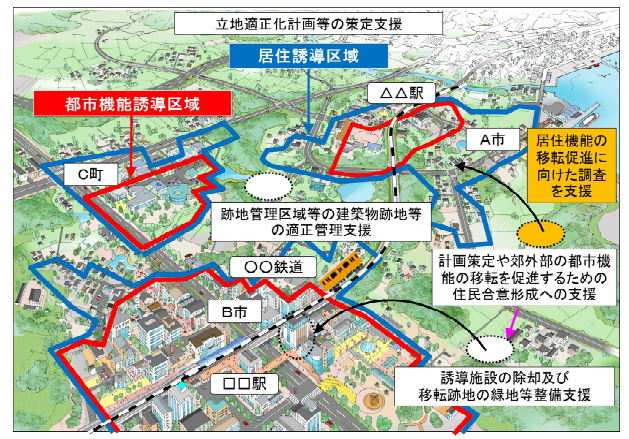 立地適正化計画等の策定支援
居住誘導区域
都市機能誘導区域
△△駅
A市
居住機能の
移転促進に
向けた調査
を支援
C町
跡地管理区域等の建築物跡地等
の適正管理支援
〇〇鉄道
計画策定や郊外部の都市機
能の移転を促進するための
住民合意形成への支援
B市
□□駅
誘導施設の除却及び
移転跡地の緑地等整備支援